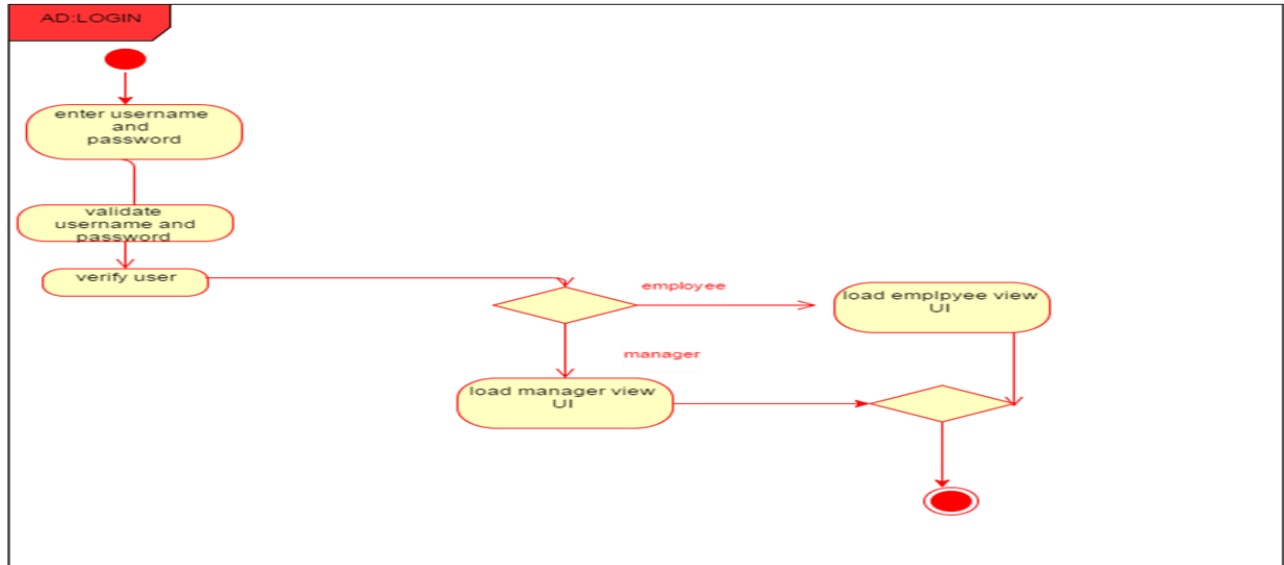 AD:LOGIN
enter username
and
password
validate
username and
password
verify user
employee
load emplpyee view
UI
manager
load manager view
UI